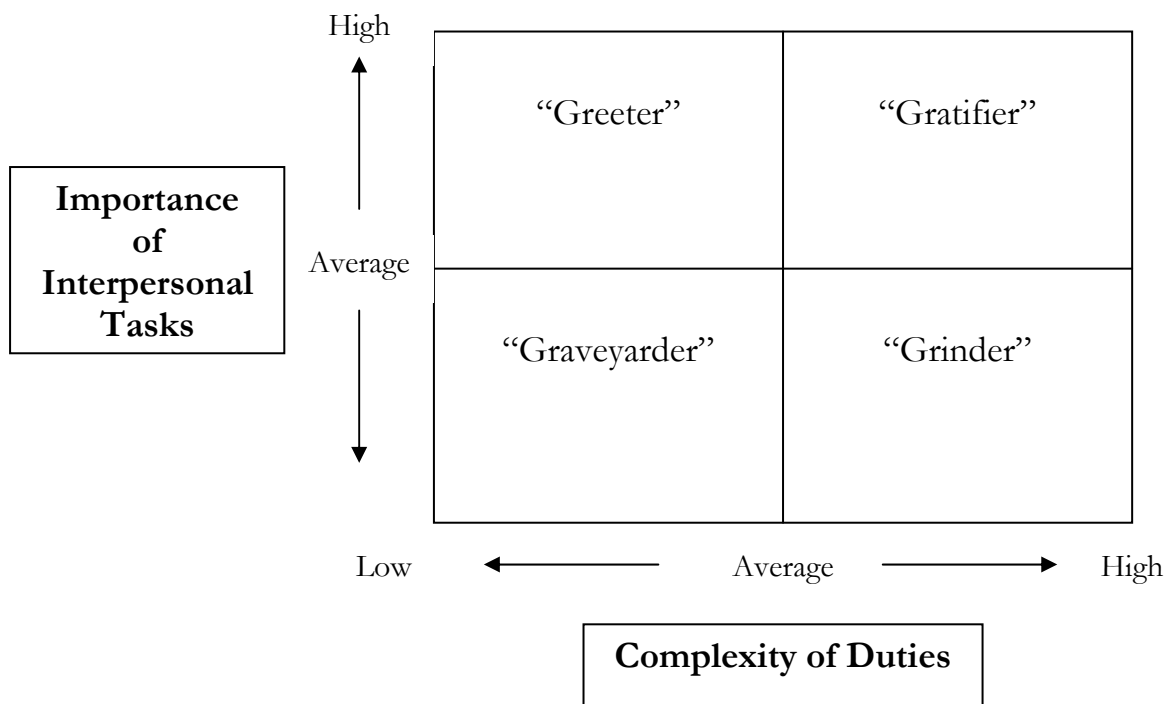 High
“Greeter”
“Gratifier”
Importance
of
Interpersonal
Tasks
Average
“Graveyarder”
“Grinder”
Low
Average
High
Complexity of Duties